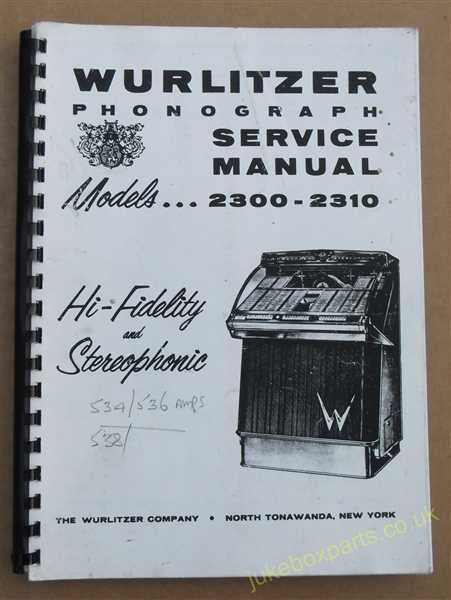 WURLITZER
PHONOGRAPH
SERVICE
MANUAL
Models... 2300-2310
Hi-Fidelity
and
Stereophonic
534/536 AMPS
538/
W
THE WURLITZER COMPANY • NORTH TONAWANDA, NEW YORK
jukeboxparts.co.uk